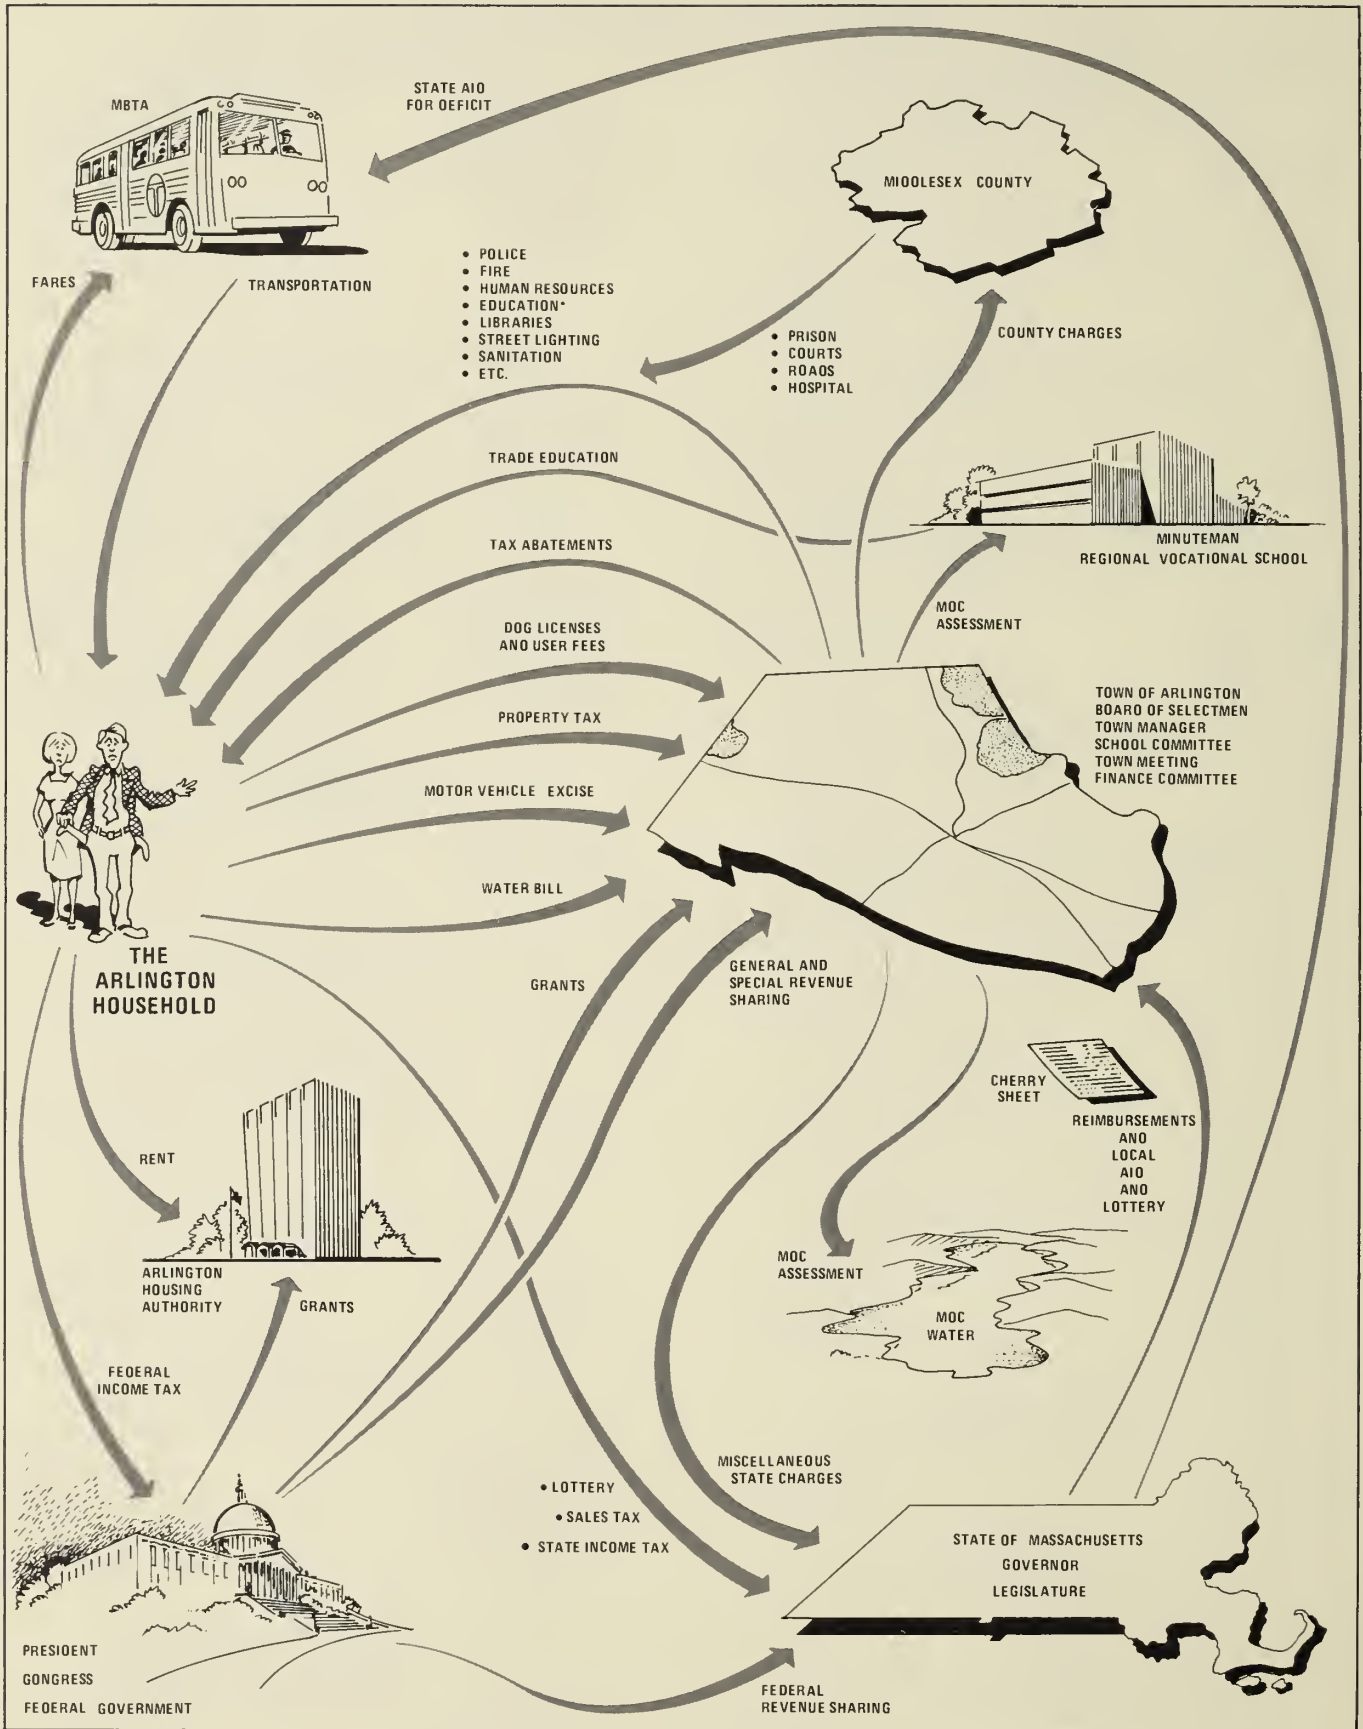 MBTA
STATE AIO
FOR OEFICIT
MIOOLESEX COUNTY
FARES
TRANSPORTATION
• POLICE
• FIRE
• HUMAN RESOURCES
• EDUCATION*
• LIBRARIES
• STREET LIGHTING
• SANITATION
• ETC.
• PRISON
• COURTS
• ROAOS
• HOSPITAL
COUNTY CHARGES
TRADE EDUCATION
MINUTEMAN
REGIONAL VOCATIONAL SCHOOL
TAX ABATEMENTS
MOC
ASSESSMENT
DOG LICENSES
ANO USER FEES
TOWN OF ARLINGTON
BOARD OF SELECTMEN
TOWN MANAGER
SCHOOL COMMITTEE
TOWN MEETING
FINANCE COMMITTEE
PROPERTY TAX
MOTOR VEHICLE EXCISE
WATER BILL
THE
ARLINGTON
HOUSEHOLD
GRANTS
GENERAL AND
SPECIAL REVENUE
SHARING
CHERRY
SHEET
REIMBURSEMENTS
ANO
LOCAL
AIO
ANO
LOTTERY
RENT
ARLINGTON
HOUSING
AUTHORITY
GRANTS
MOC
ASSESSMENT
MOC
WATER
FEOERAL
INCOME TAX
MISCELLANEOUS
STATE CHARGES
• LOTTERY
• SALES TAX
• STATE INCOME TAX
STATE OF MASSACHUSETTS
GOVERNOR
LEGISLATURE
PRESIDENT
GONGRESS
FEDERAL GOVERNMENT
FEDERAL
REVENUE SHARING